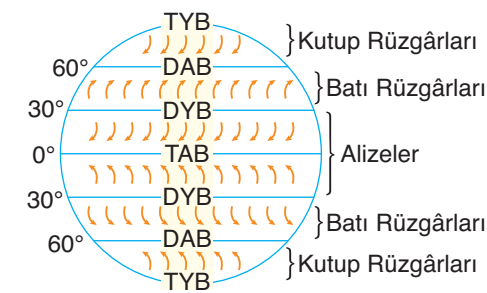 TYB
Kutup Rüzgârları
60° DAB
Batı Rüzgârları
30° DYB
0° TAB Alizeler
30° DYB
Batı Rüzgârları
60° DAB
Kutup Rüzgârları
TYB